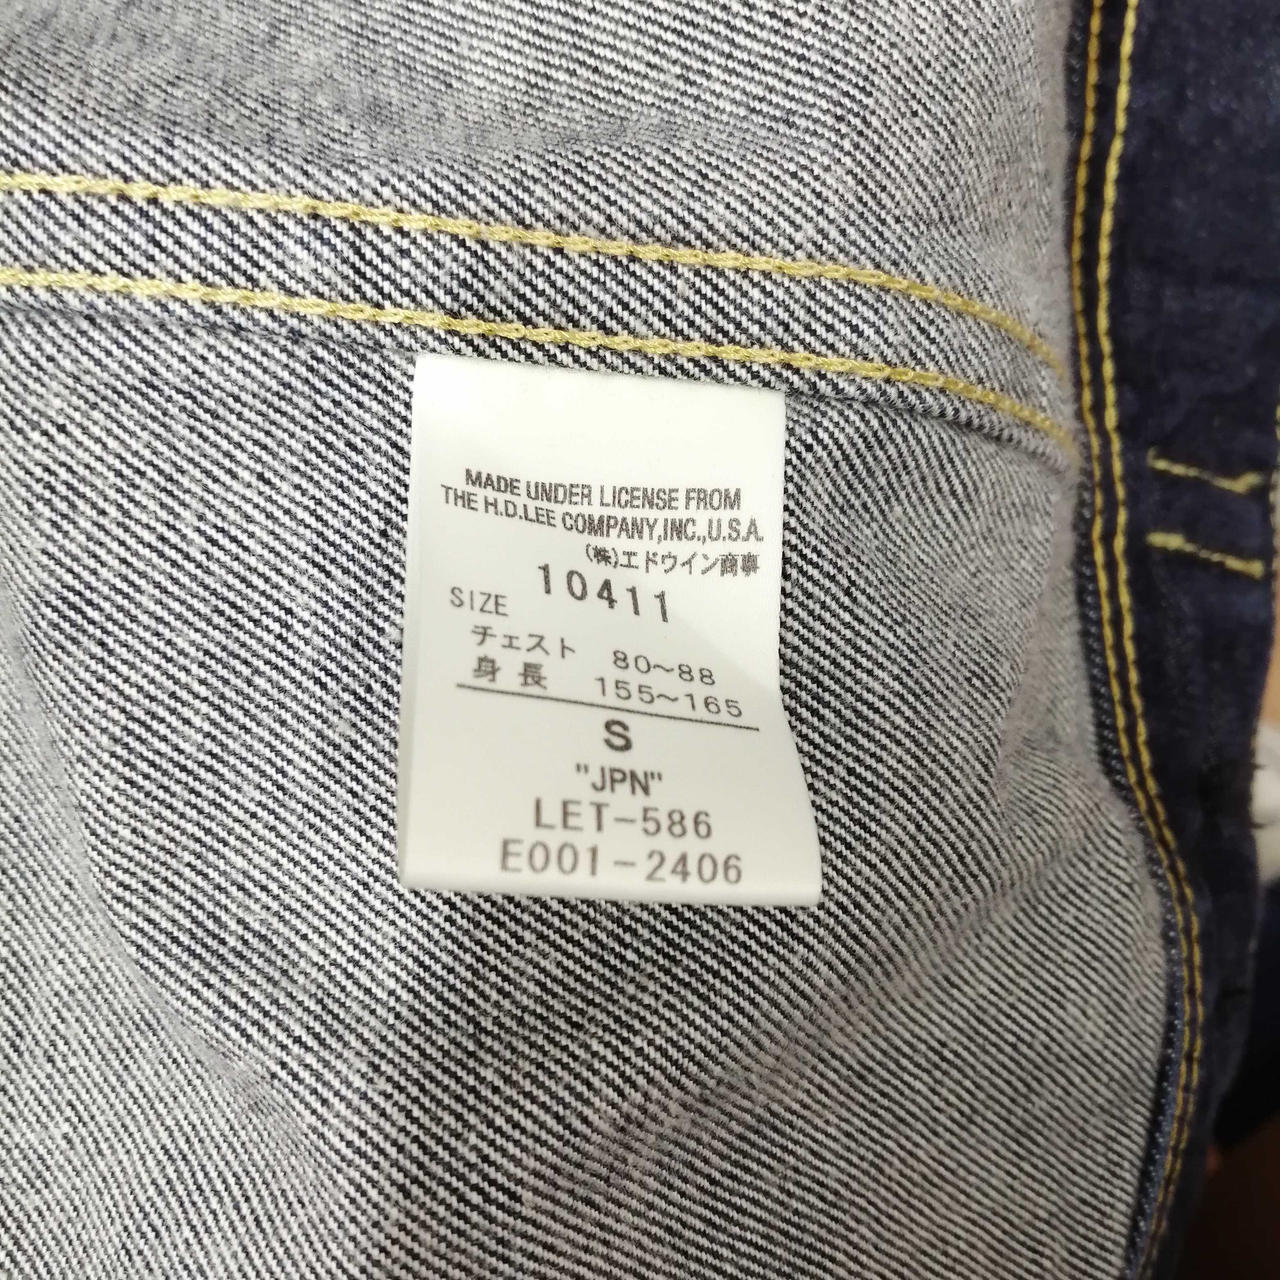 MADE UNDER LICENSE FROM
THE H.D.LEE COMPANY,INC.,U.S.A.
(株)エドウイン商事
10411
SIZE
チェスト 80~88
身長 155~165
S
"JPN"
LET-586
E001-2406